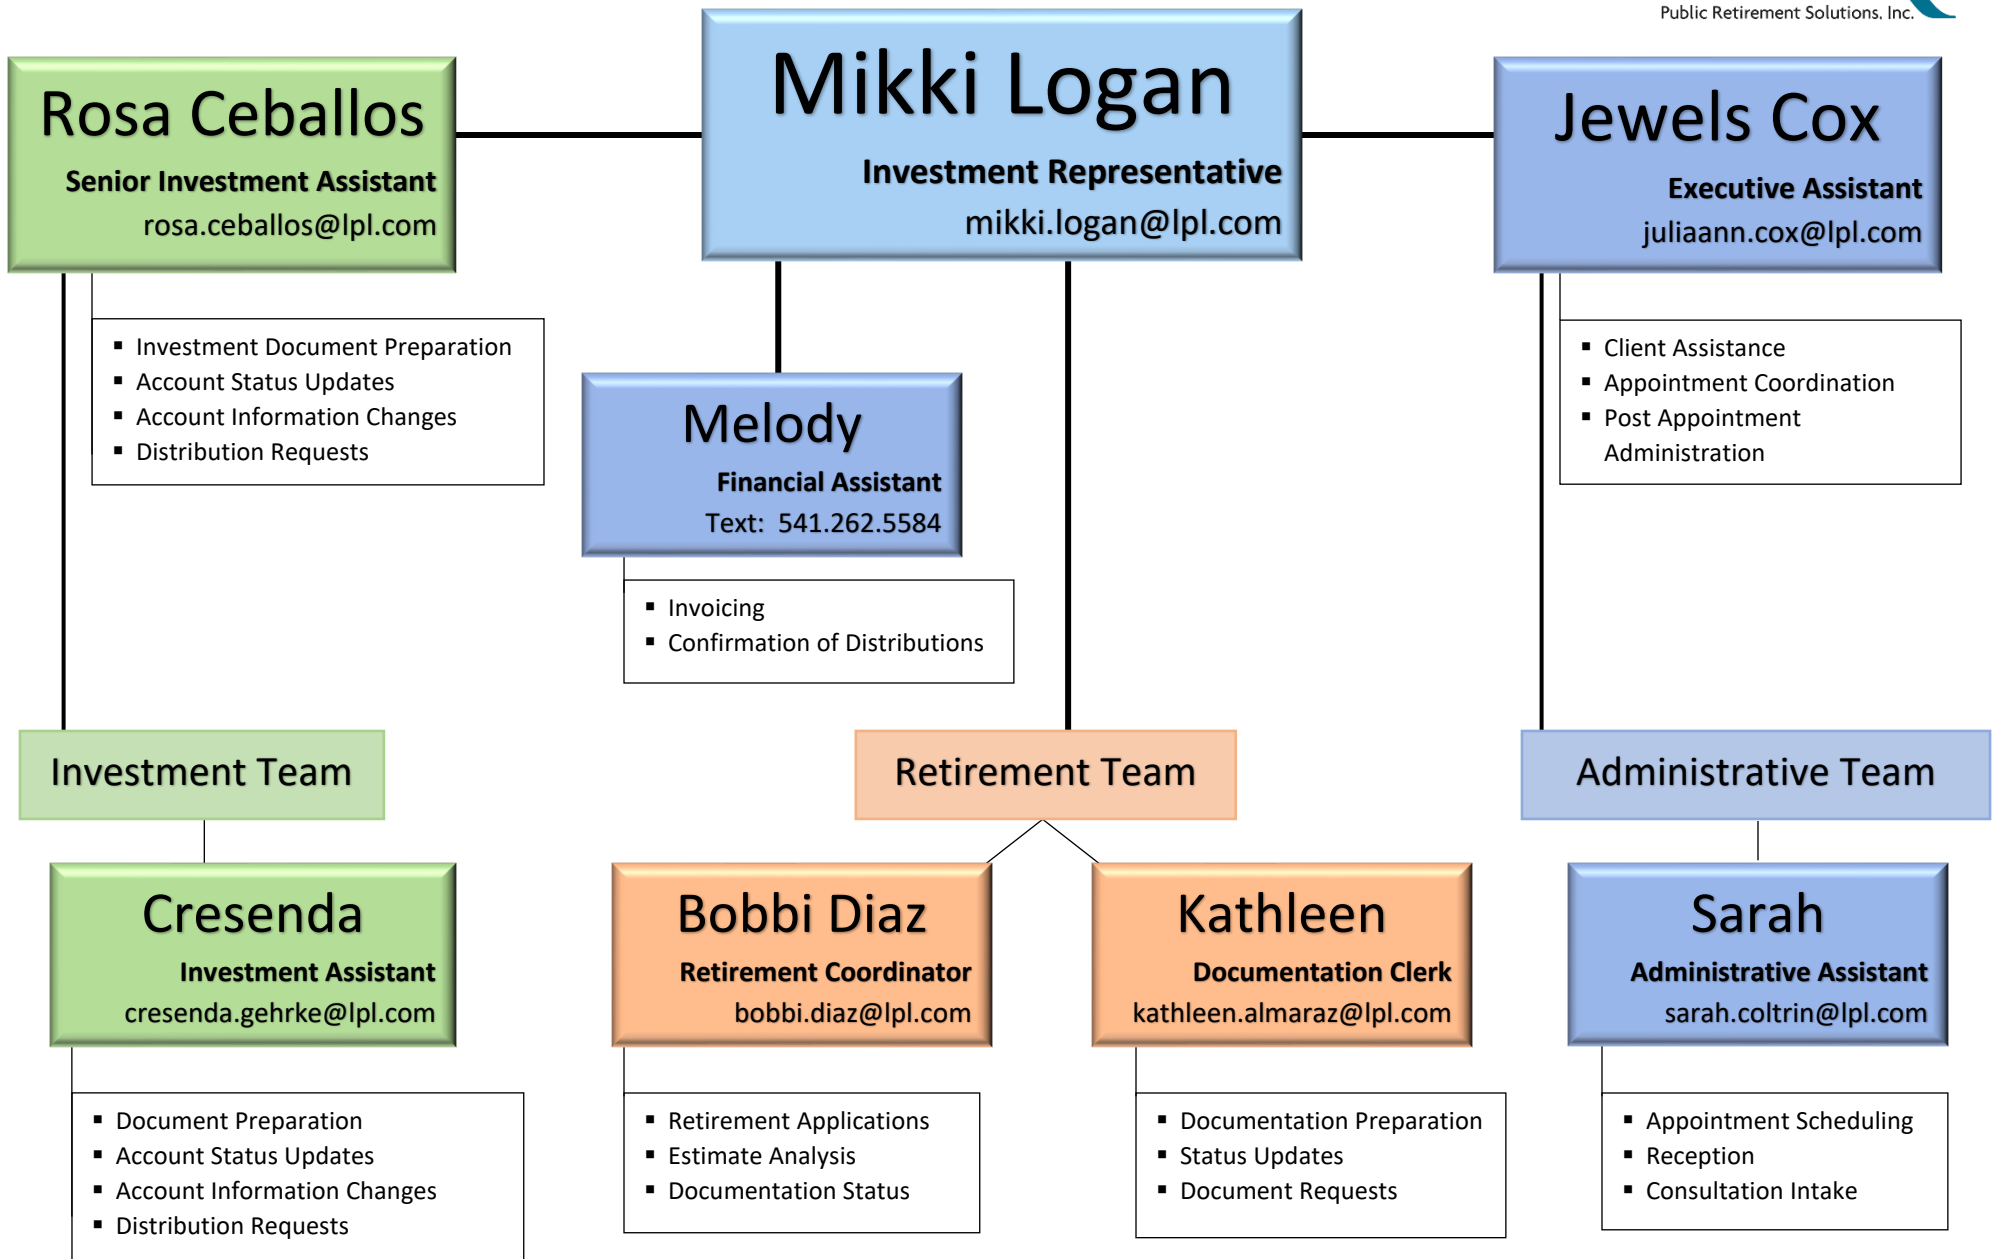 Public Retirement Solutions, Inc.
Mikki Logan
Investment Representative
mikki.logan@lpl.com
Rosa Ceballos
Senior Investment Assistant
rosa.ceballos@lpl.com
▪ Investment Document Preparation
▪ Account Status Updates
▪ Account Information Changes
▪ Distribution Requests
Jewels Cox
Executive Assistant
juliaann.cox@lpl.com
▪ Client Assistance
▪ Appointment Coordination
▪ Post Appointment
Administration
Melody
Financial Assistant
Text: 541.262.5584
▪ Invoicing
▪ Confirmation of Distributions
Investment Team
Cresenda
Investment Assistant
cresenda.gehrke@lpl.com
▪ Document Preparation
▪ Account Status Updates
▪ Account Information Changes
▪ Distribution Requests
Retirement Team
Bobbi Diaz
Retirement Coordinator
bobbi.diaz@lpl.com
▪ Retirement Applications
▪ Estimate Analysis
▪ Documentation Status
Kathleen
Documentation Clerk
kathleen.almaraz@lpl.com
▪ Documentation Preparation
▪ Status Updates
▪ Document Requests
Administrative Team
Sarah
Administrative Assistant
sarah.coltrin@lpl.com
▪ Appointment Scheduling
▪ Reception
▪ Consultation Intake